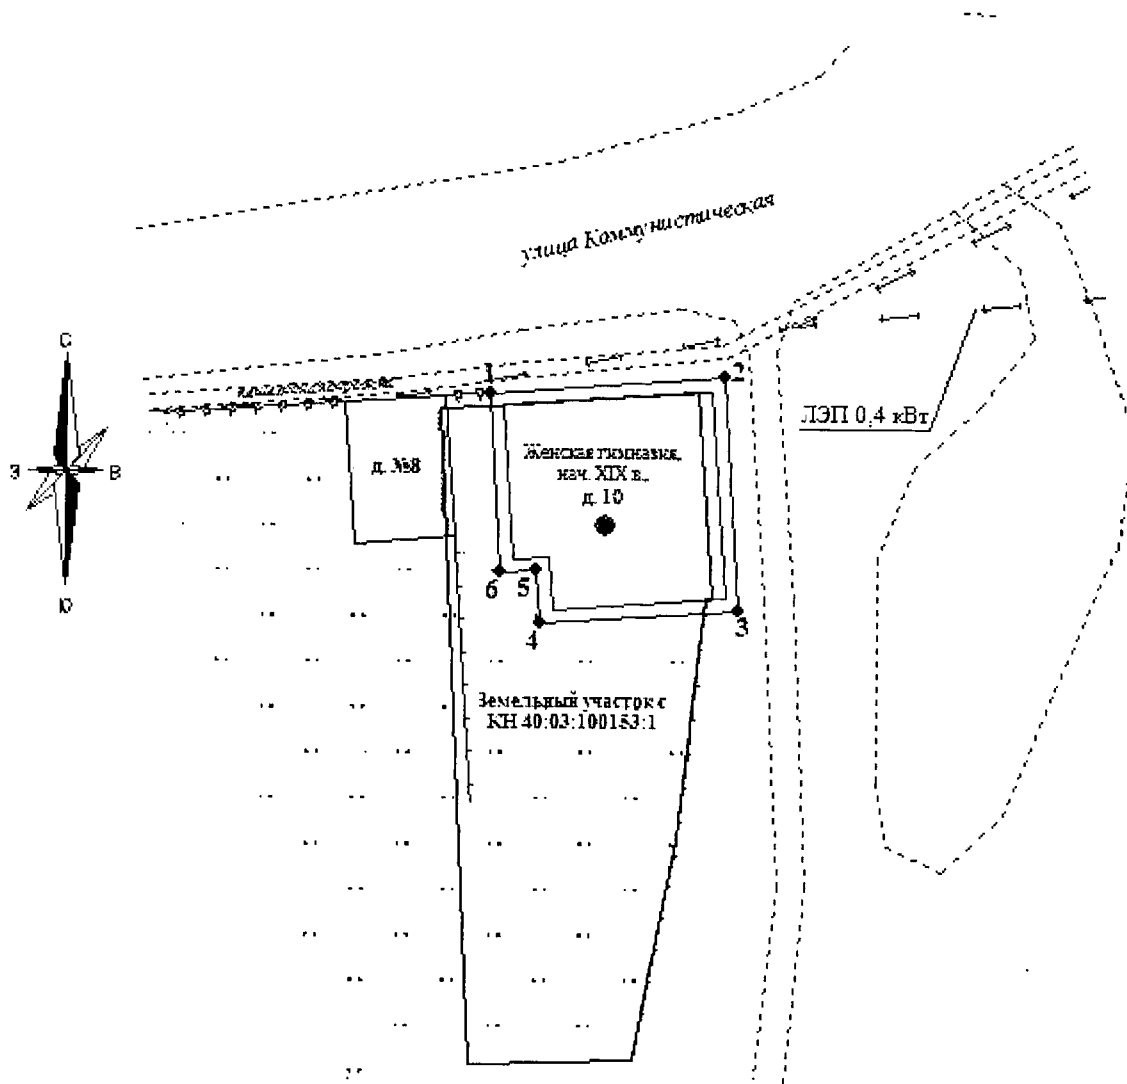 улица Коммунистическая
С
З
В
Ю
1
2
ЛЭП 0,4 кВт
д. №8
Женская гимназия,
нач. XIX в.,
д. 10
6
5
4
3
Земельный участок с
КН 40:03:100153:1